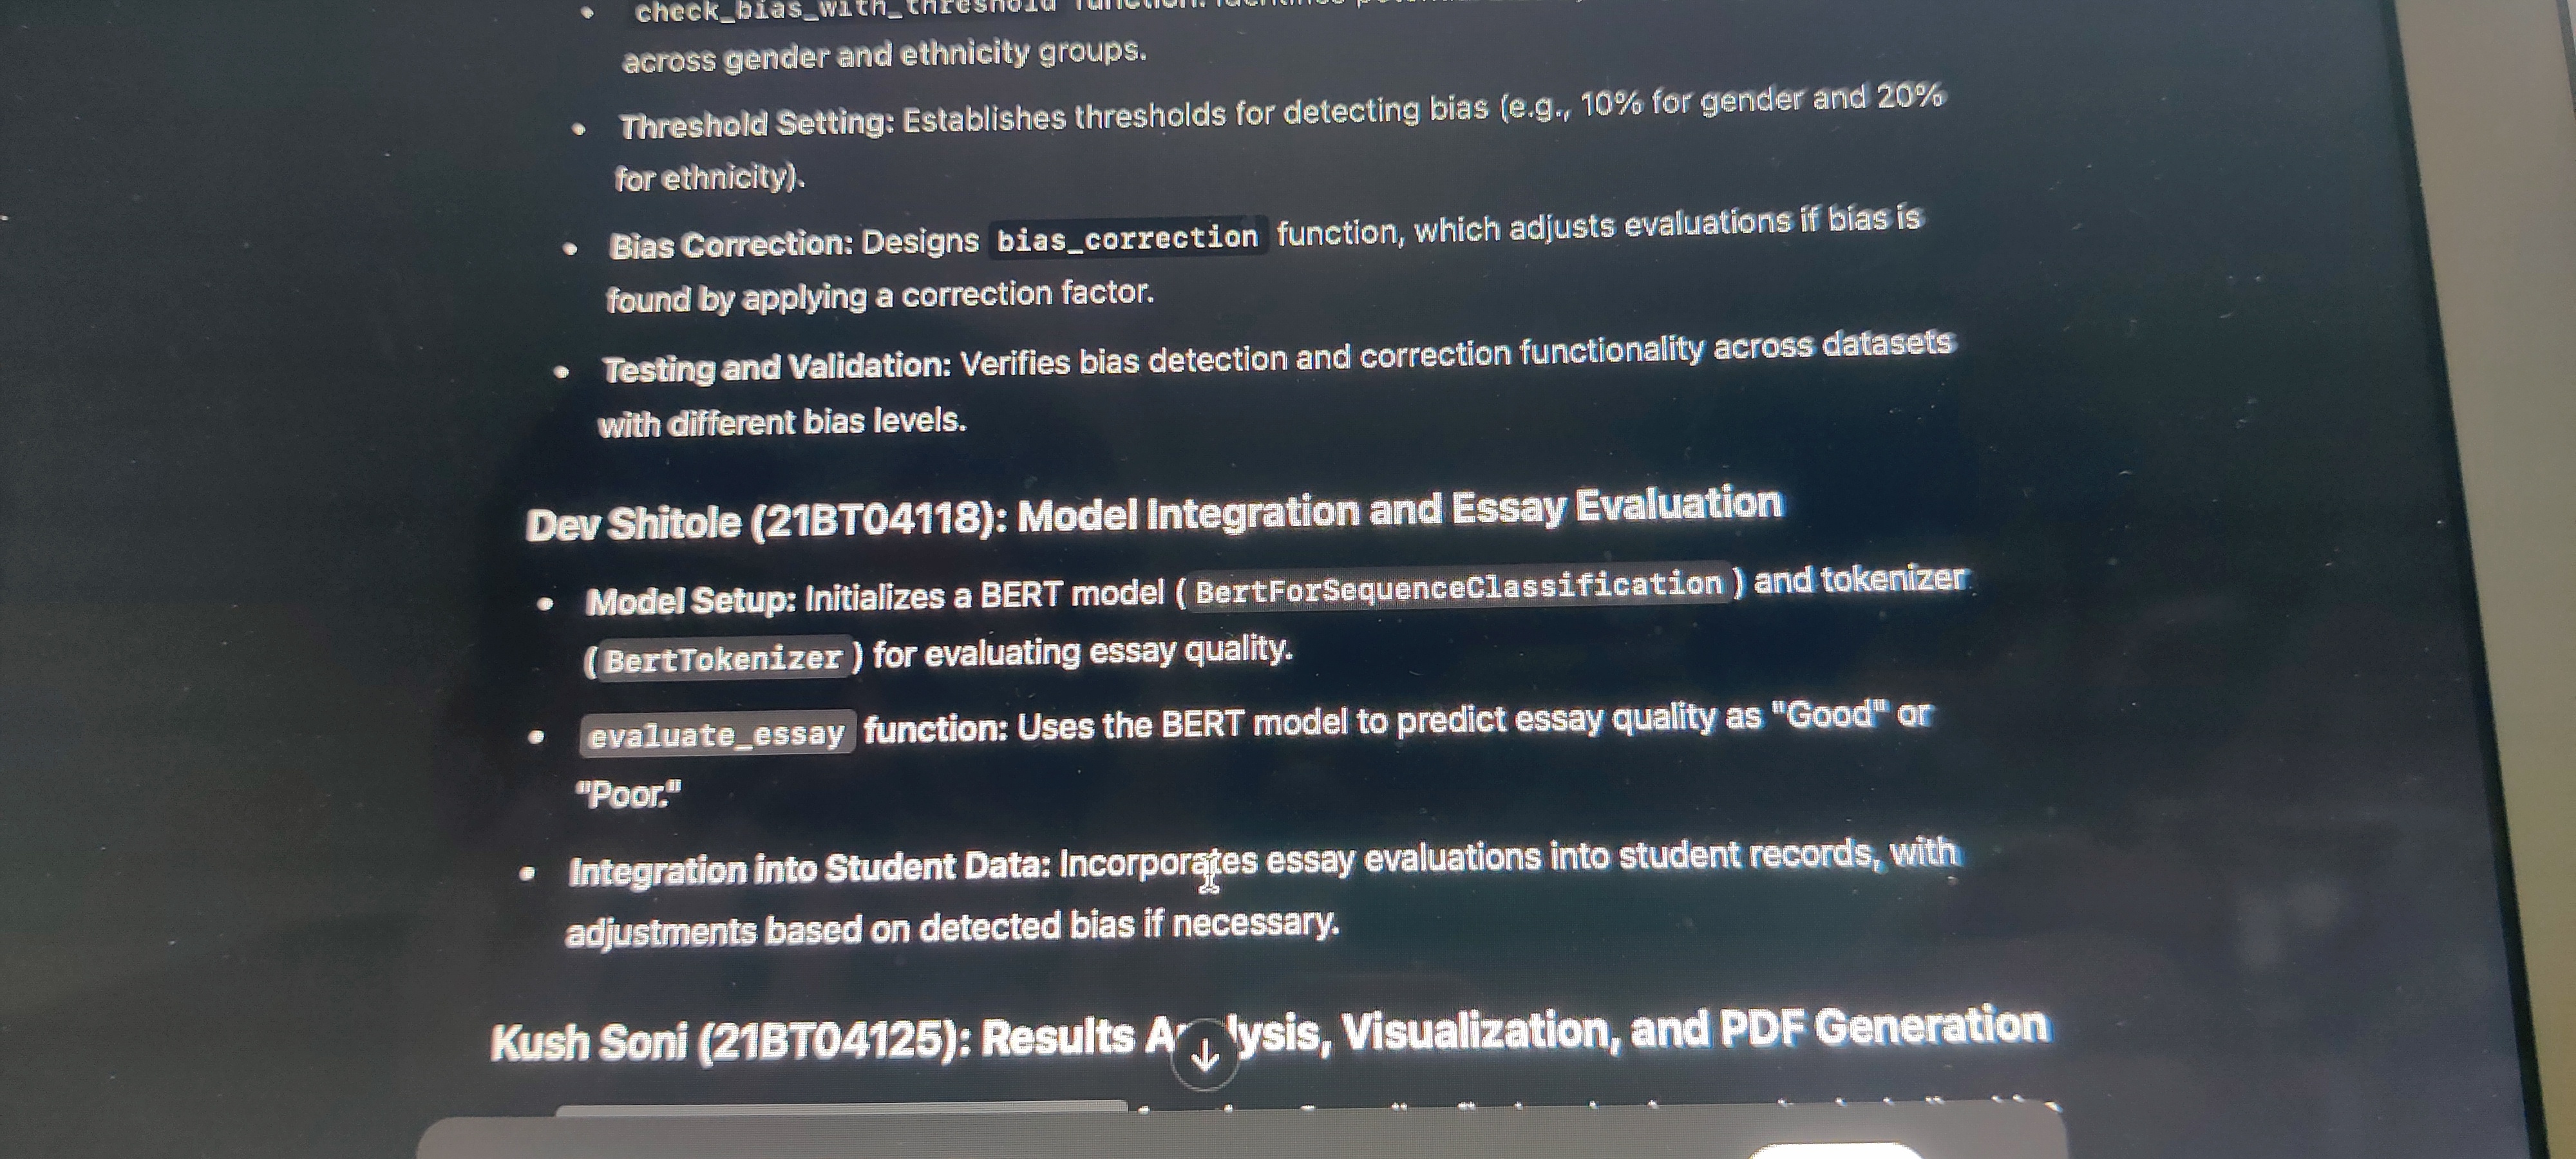 check_bias_with_threshold function: Identifies potential
across gender and ethnicity groups.
Threshold Setting: Establishes thresholds for detecting bias (e.g., 10% for gender and 20%
for ethnicity).
Bias Correction: Designs bias_correction function, which adjusts evaluations if bias is
found by applying a correction factor.
Testing and Validation: Verifies bias detection and correction functionality across datasets
with different bias levels.
Dev Shitole (21BT04118): Model Integration and Essay Evaluation
Model Setup: Initializes a BERT model ( BertForSequenceClassification ) and tokenizer
( BertTokenizer ) for evaluating essay quality.
evaluate_essay function: Uses the BERT model to predict essay quality as "Good" or
"Poor."
Integration into Student Data: Incorporates essay evaluations into student records, with
adjustments based on detected bias if necessary.
Kush Soni (21BT04125): Results Analysis, Visualization, and PDF Generation